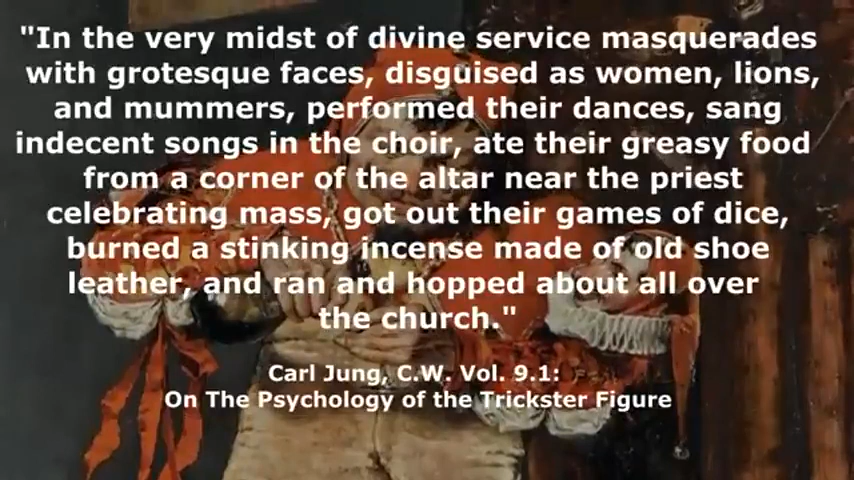 "In the very midst of divine service masquerades
with grotesque faces, disguised as women, lions,
and mummers, performed their dances, sang
indecent songs in the choir, ate their greasy food
from a corner of the altar near the priest
celebrating mass, got out their games of dice,
burned a stinking incense made of old shoe
leather, and ran and hopped about all over
the church."
Carl Jung, C.W. Vol. 9.1:
On The Psychology of the Trickster Figure